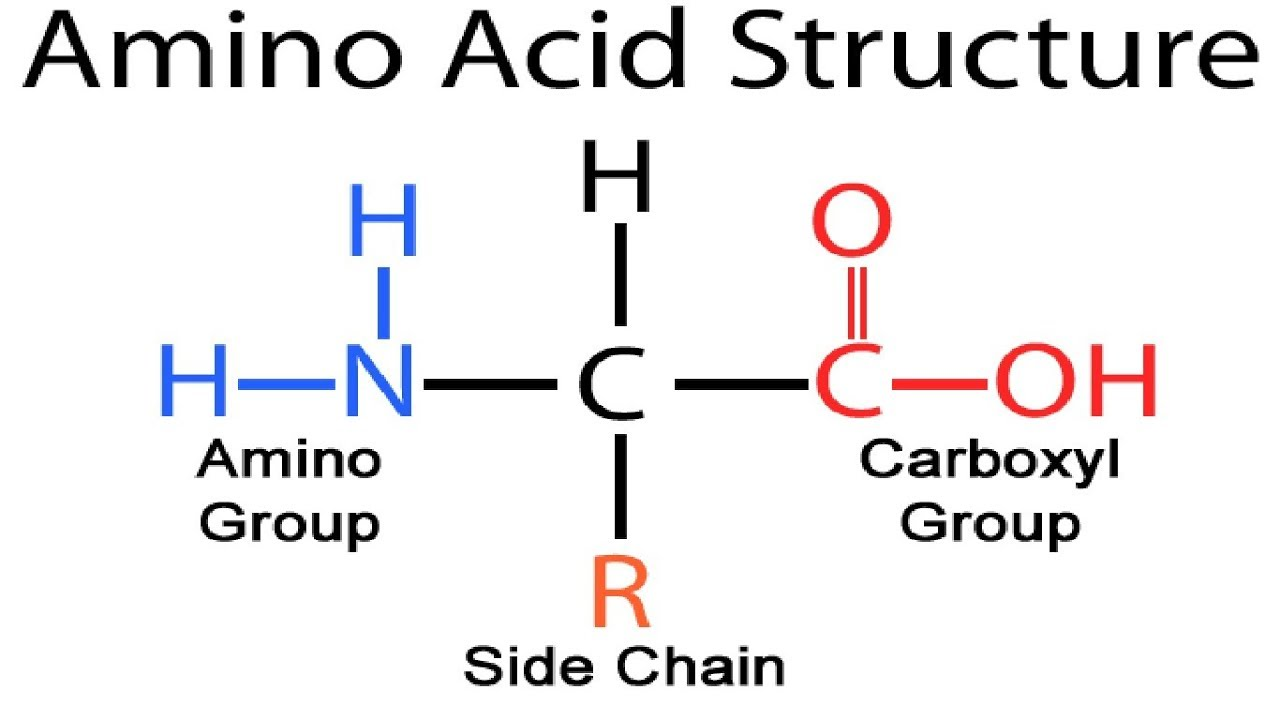 Amino Acid Structure
H
H
O
H N C C OH
Amino
Group
Carboxyl
Group
R
Side Chain